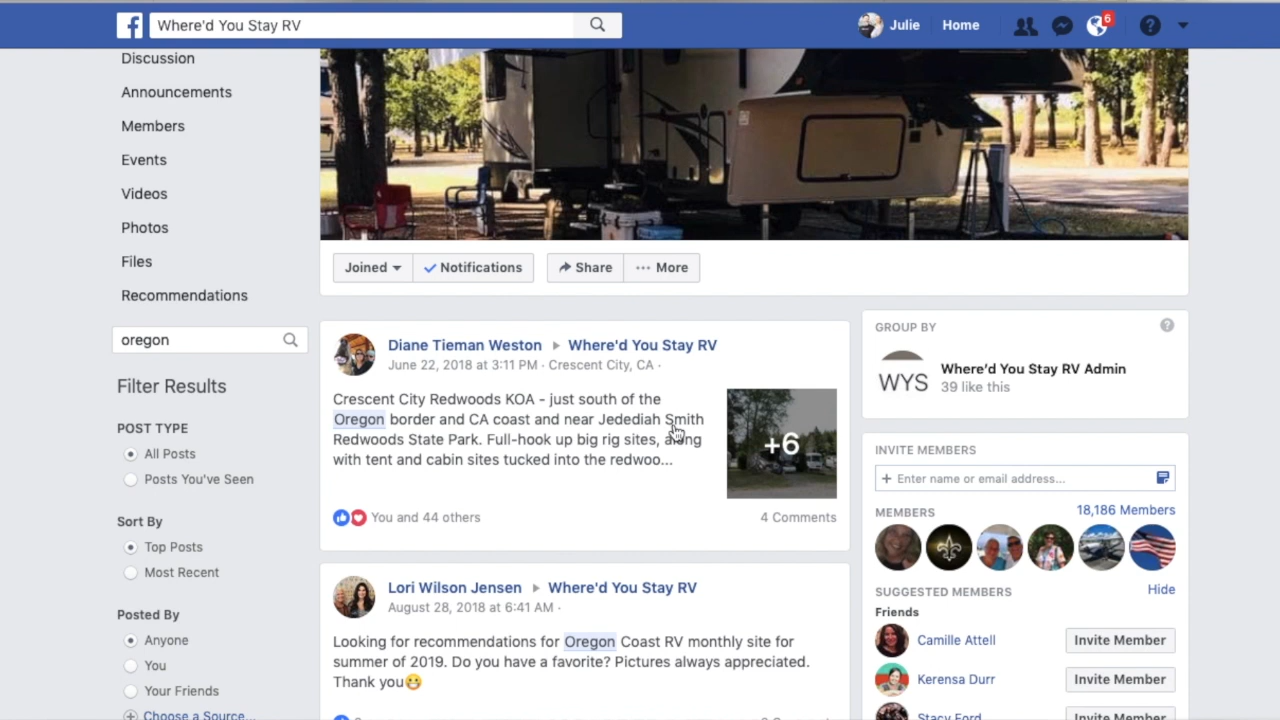 Where'd You Stay RV
Julie
Home
6
Discussion
Announcements
Members
Events
Videos
Photos
Files
Recommendations
oregon
Filter Results
POST TYPE
All Posts
Posts You've Seen
Sort By
Top Posts
Most Recent
Posted By
Anyone
You
Your Friends
Choose a Source...
Joined
Notifications
Share
More
Diane Tieman Weston Where'd You Stay RV
June 22, 2018 at 3:11 PM · Crescent City, CA ·
Crescent City Redwoods KOA - just south of the
Oregon border and CA coast and near Jedediah Smith
Redwoods State Park. Full-hook up big rig sites, along
with tent and cabin sites tucked into the redwoo...
+6
You and 44 others
4 Comments
Lori Wilson Jensen Where'd You Stay RV
August 28, 2018 at 6:41 AM ·
Looking for recommendations for Oregon Coast RV monthly site for
summer of 2019. Do you have a favorite? Pictures always appreciated.
Thank you😀
GROUP BY
WYS
Where'd You Stay RV Admin
39 like this
INVITE MEMBERS
+ Enter name or email address...
MEMBERS
18,186 Members
SUGGESTED MEMBERS
Hide
Friends
Camille Attell
Invite Member
Kerensa Durr
Invite Member
Stacy Ford
Invite Member